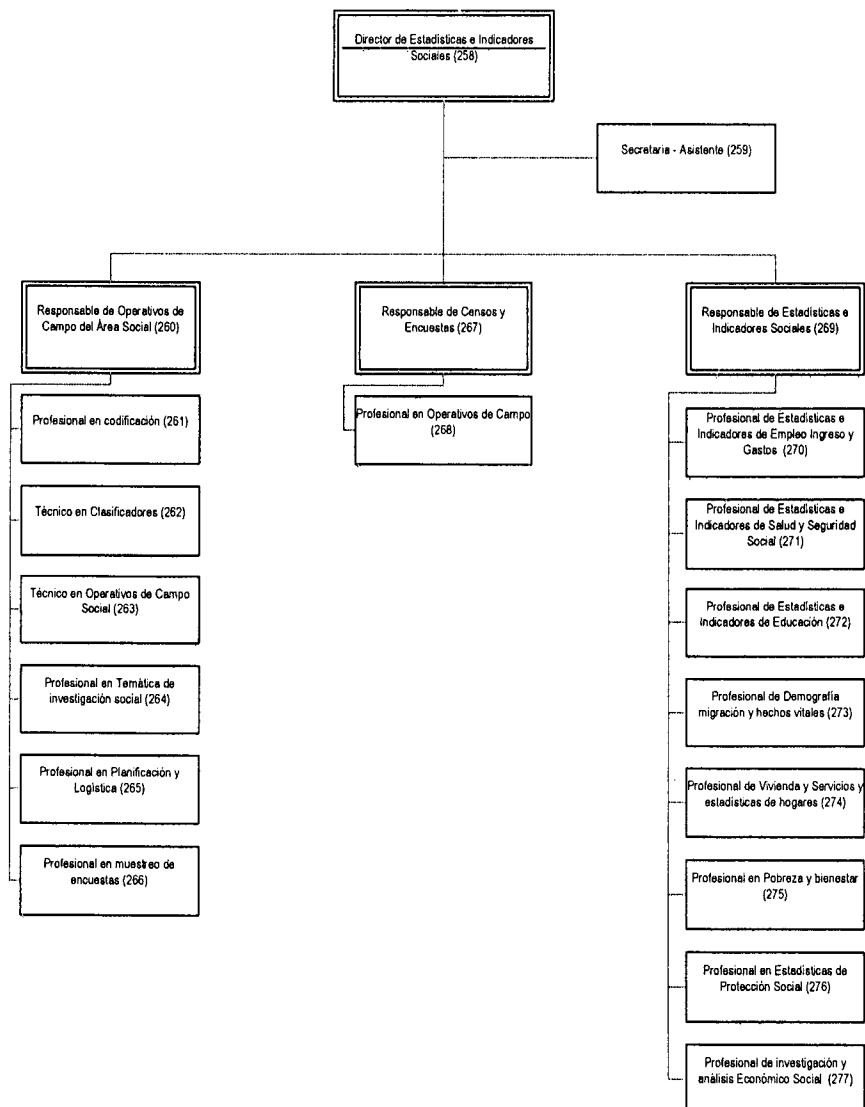 Director de Estadísticas e Indicadores
Sociales (258)
Secretaria - Asistente (259)
Responsable de Operativos de
Campo del Área Social (260)
Profesional en codificación (261)
Técnico en Clasificadores (262)
Técnico en Operativos de Campo
Social (263)
Profesional en Temática de
investigación social (264)
Profesional en Planificación y
Logística (265)
Profesional en muestreo de
encuestas (266)
Responsable de Censos y
Encuestas (267)
Profesional en Operativos de Campo
(268)
Responsable de Estadísticas e
Indicadores Sociales (269)
Profesional de Estadísticas e
Indicadores de Empleo Ingreso y
Gastos (270)
Profesional de Estadísticas e
Indicadores de Salud y Seguridad
Social (271)
Profesional de Estadísticas e
Indicadores de Educación (272)
Profesional de Demografía
migración y hechos vitales (273)
Profesional de Vivienda y Servicios y
estadísticas de hogares (274)
Profesional en Pobreza y bienestar
(275)
Profesional en Estadísticas de
Protección Social (276)
Profesional de investigación y
análisis Económico Social (277)